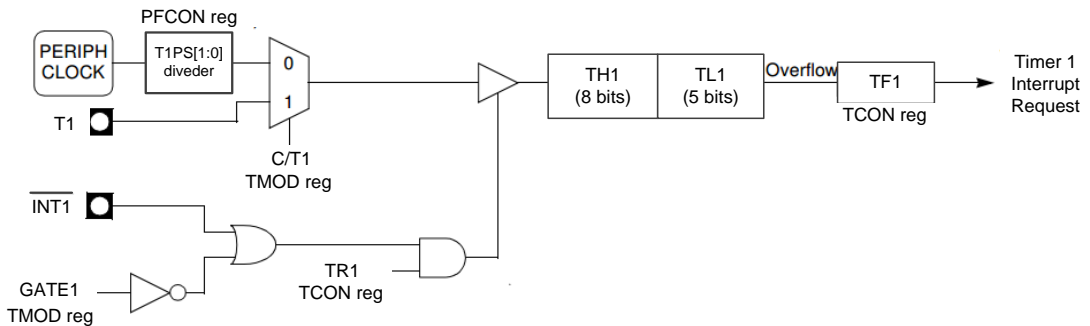 PFCON reg
PERIPH
CLOCK
T1PS[1:0]
diveder
0
1
T1
C/T1
TMOD reg
TH1
(8 bits)
TL1
(5 bits)
Overflow
TF1
TCON reg
Timer 1
Interrupt
Request
INT1
TR1
TCON reg
GATE1
TMOD reg